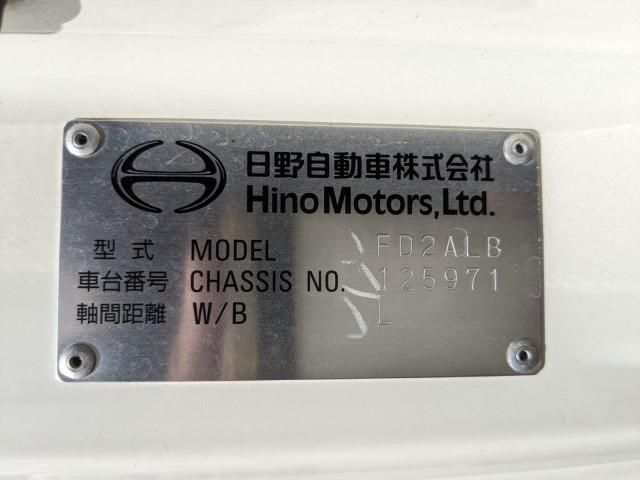 日野自動車株式会社
Hino Motors, Ltd.
型式 MODEL FD2ALB
車台番号 CHASSIS NO. 125971
軸間距離 W/B L